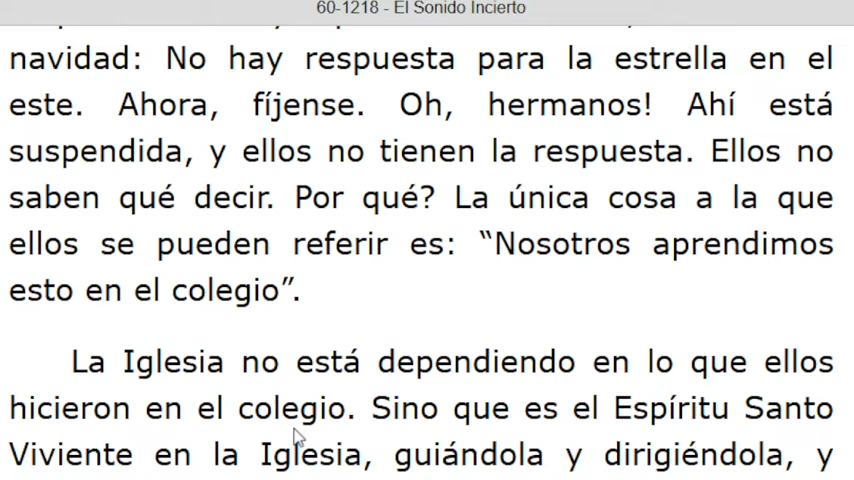 60-1218 - El Sonido Incierto
navidad: No hay respuesta para la estrella en el
este. Ahora, fíjense. Oh, hermanos! Ahí está
suspendida, y ellos no tienen la respuesta. Ellos no
saben qué decir. Por qué? La única cosa a la que
ellos se pueden referir es: “Nosotros aprendimos
esto en el colegio”.
La Iglesia no está dependiendo en lo que ellos
hicieron en el colegio. Sino que es el Espíritu Santo
Viviente en la Iglesia, guiándola y dirigiéndola, y